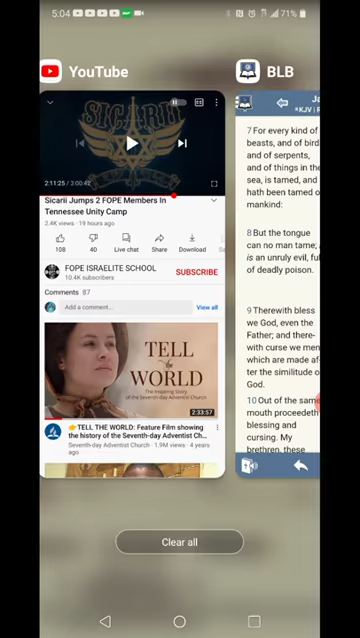 5:04
71%
YouTube
BLB
SICARII
2:11:25 / 3:00:42
Sicarii Jumps 2 FOPE Members In
Tennessee Unity Camp
2.4K views · 19 hours ago
108
40
Live chat
Share
Download
FOPE ISRAELITE SCHOOL
10.4K subscribers
SUBSCRIBE
Comments 87
Add a comment...
View all
TELL
THE
WORLD
The Inspiring Story
of the Seventh-day Adventist Church
2:33:57
👉TELL THE WORLD: Feature Film showing
the history of the Seventh-day Adventist Ch...
Seventh-day Adventist Church · 1.9M views · 4 years
ago
Ja
KJV
7 For every kind of
beasts, and of bird
and of serpents,
and of things in the
sea, is tamed, and
hath been tamed o
mankind:
8 But the tongue
can no man tame;
is an unruly evil, ful
of deadly poison.
9 Therewith bless
we God, even the
Father; and there-
with curse we men
which are made af-
ter the similitude o
God.
10 Out of the same
mouth proceedeth
blessing and
cursing. My
brethren, these
Clear all